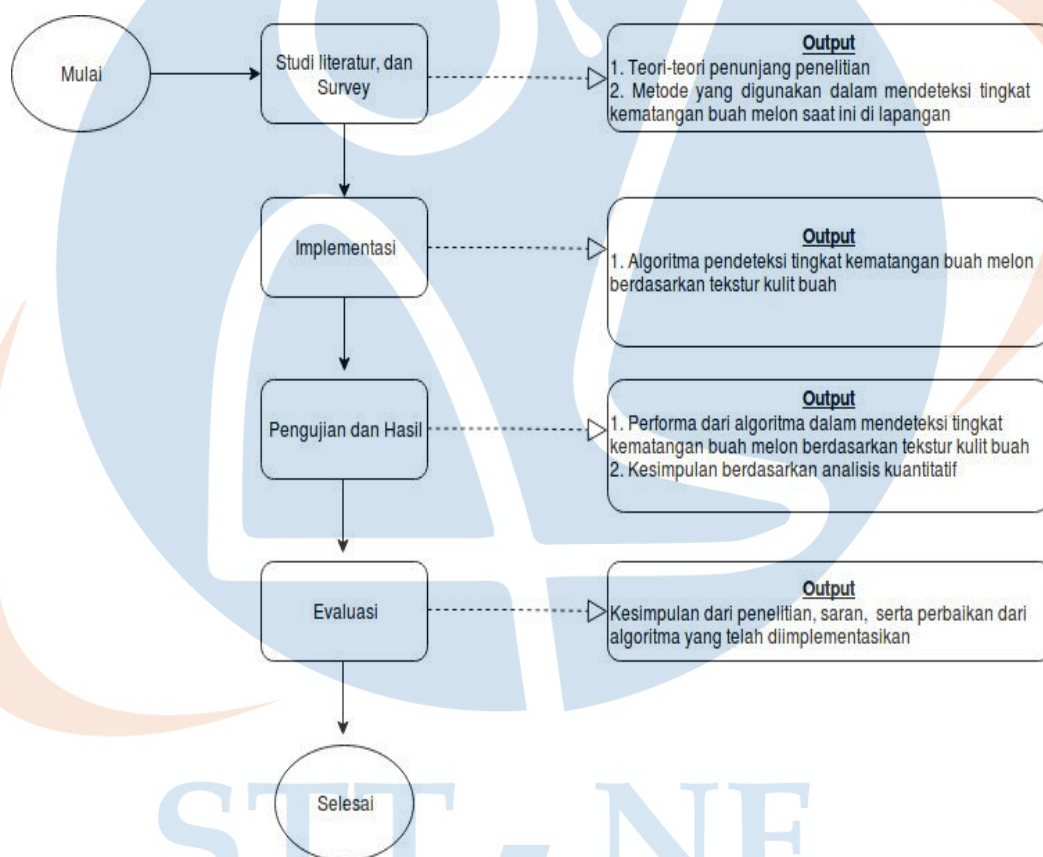 Mulai
Studi literatur, dan
Survey
Output
1. Teori-teori penunjang penelitian
2. Metode yang digunakan dalam mendeteksi tingkat
kematangan buah melon saat ini di lapangan
Implementasi
Output
1. Algoritma pendeteksi tingkat kematangan buah melon
berdasarkan tekstur kulit buah
Pengujian dan Hasil
Output
1. Performa dari algoritma dalam mendeteksi tingkat
kematangan buah melon berdasarkan tekstur kulit buah
2. Kesimpulan berdasarkan analisis kuantitatif
Evaluasi
Output
Kesimpulan dari penelitian, saran, serta perbaikan dari
algoritma yang telah diimplementasikan
Selesai
STT - NF